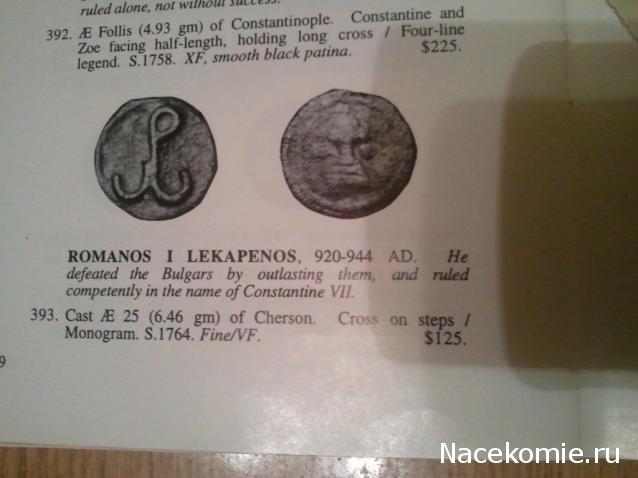 ruled alone, not without success.
392. Æ Follis (4.93 gm) of Constantinople. Constantine and
Zoe facing half-length, holding long cross / Four-line
legend. S.1758. XF, smooth black patina. $225.
ROMANOS I LEKAPENOS, 920-944 AD. He
defeated the Bulgars by outlasting them, and ruled
competently in the name of Constantine VII.
393. Cast Æ 25 (6.46 gm) of Cherson. Cross on steps /
Monogram. S.1764. Fine/VF. $125.
9
Nacekomie.ru